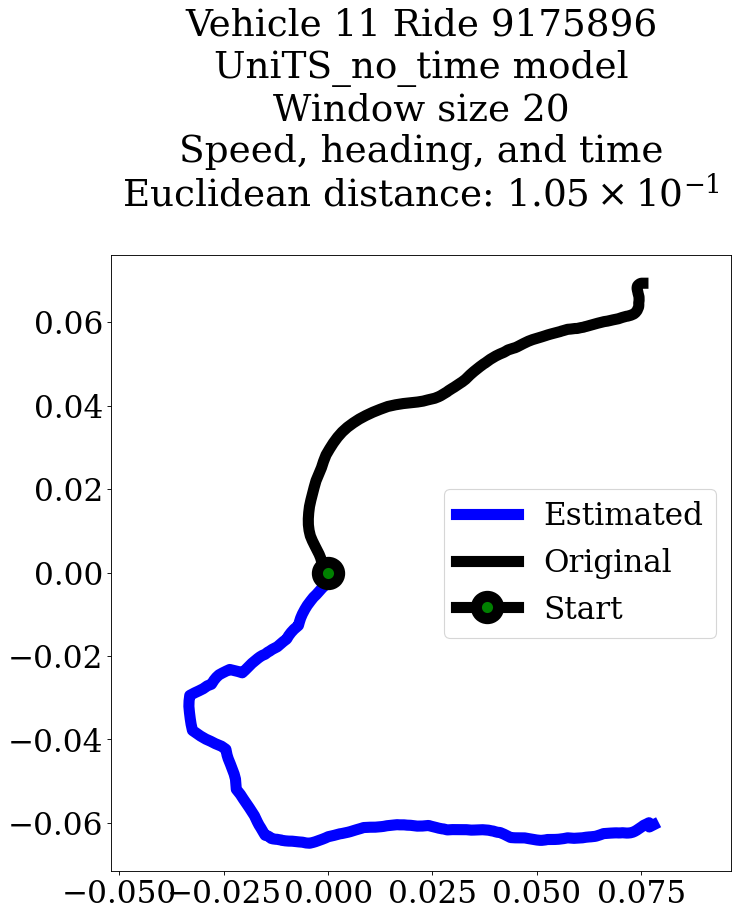 Vehicle 11 Ride 9175896
UniTS_no_time model
Window size 20
Speed, heading, and time
Euclidean distance: 1.05 × 10⁻¹
0.06
0.04
0.02
0.00
−0.02
−0.04
−0.06
Estimated
Original
Start
−0.050 −0.025 0.000 0.025 0.050 0.075